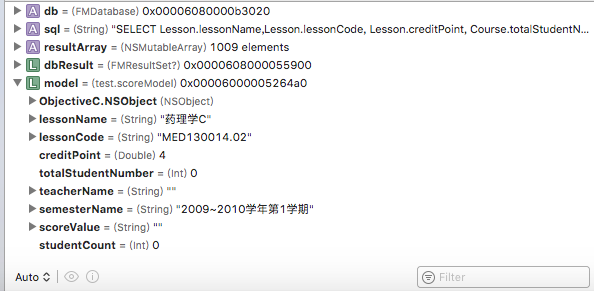 A db = (FMDatabase) 0x00006080000b3020
A sql = (String) "SELECT Lesson.lessonName,Lesson.lessonCode, Lesson.creditPoint, Course.totalStudentN...
A resultArray = (NSMutableArray) 1009 elements
L dbResult = (FMResultSet?) 0x0000608000055900
L model = (test.scoreModel) 0x00006000005264a0
ObjectiveC.NSObject (NSObject)
lessonName = (String) "药理学C"
lessonCode = (String) "MED130014.02"
creditPoint = (Double) 4
totalStudentNumber = (Int) 0
teacherName = (String) ""
semesterName = (String) "2009~2010学年第1学期"
scoreValue = (String) ""
studentCount = (Int) 0
Auto Filter